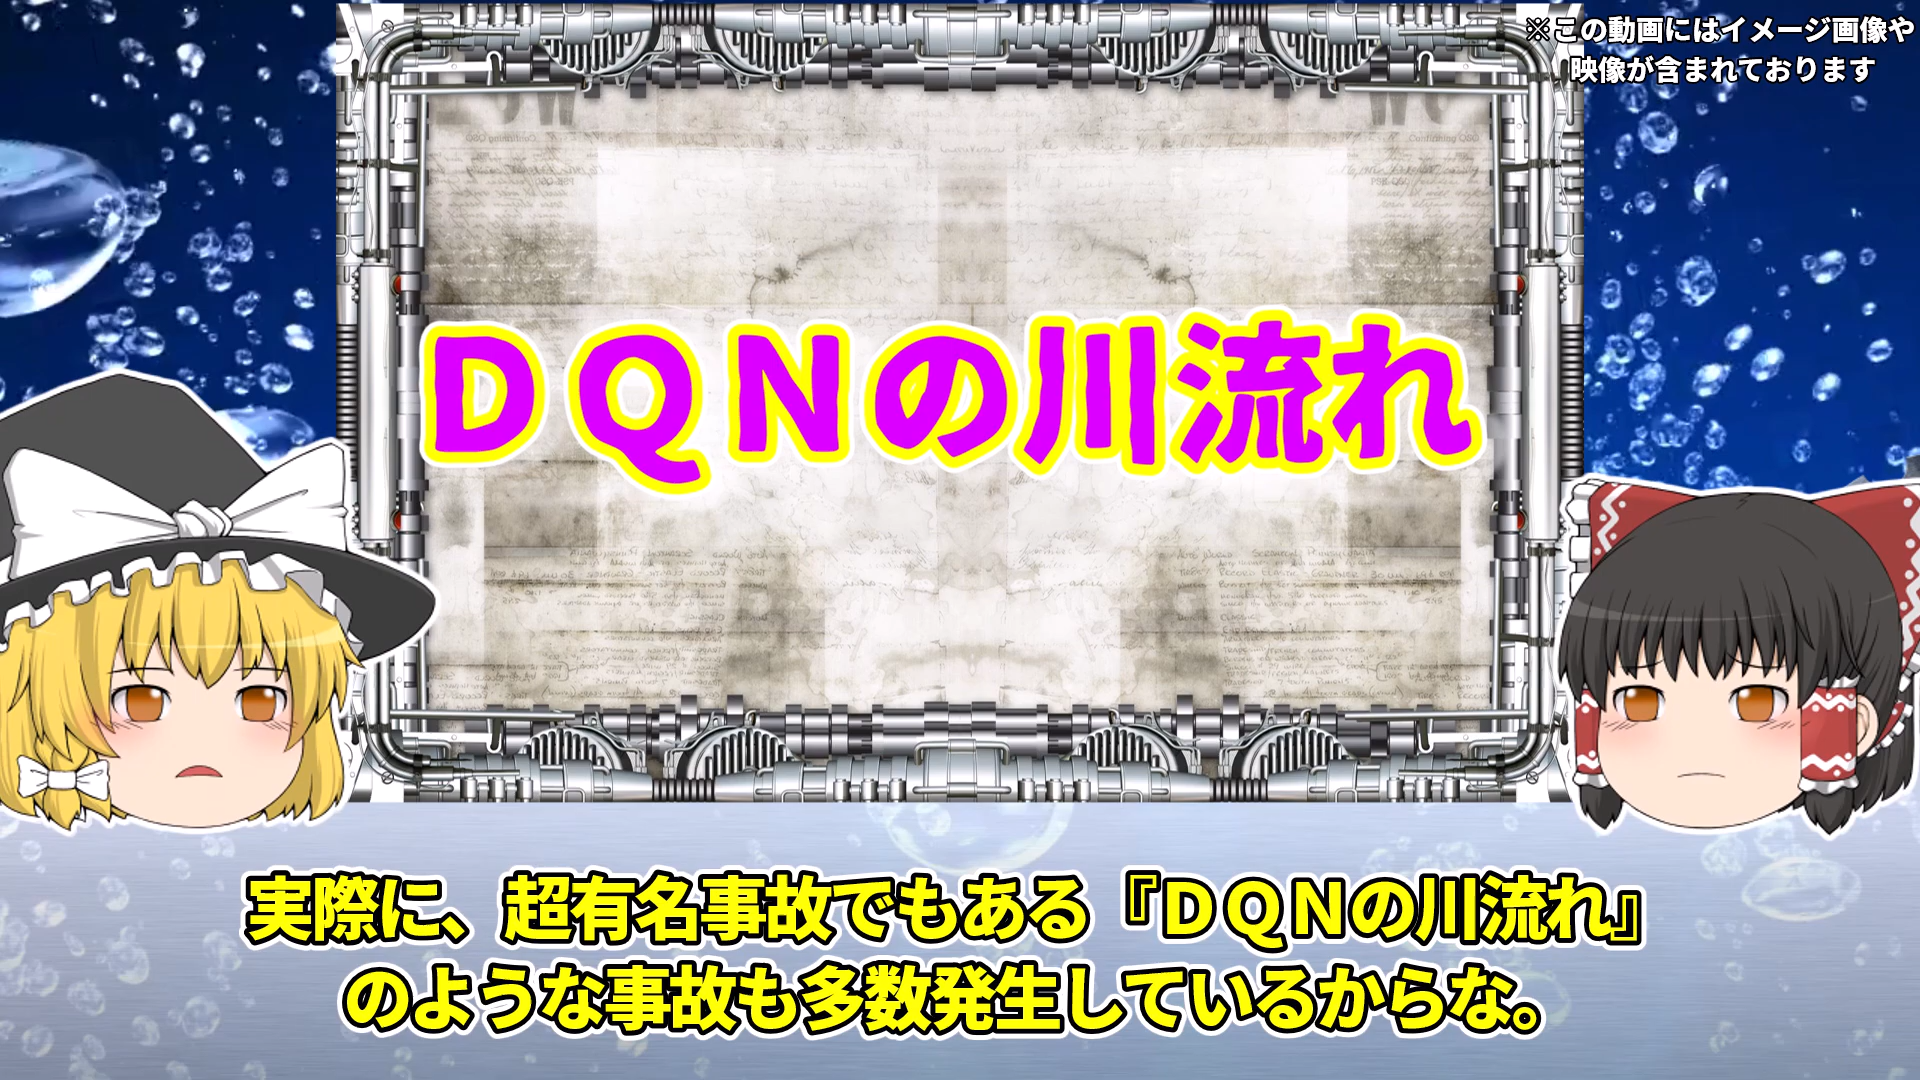 ※この動画にはイメージ画像や
映像が含まれております
ＤＱＮの川流れ
実際に、超有名事故でもある『ＤＱＮの川流れ』
のような事故も多数発生しているからな。